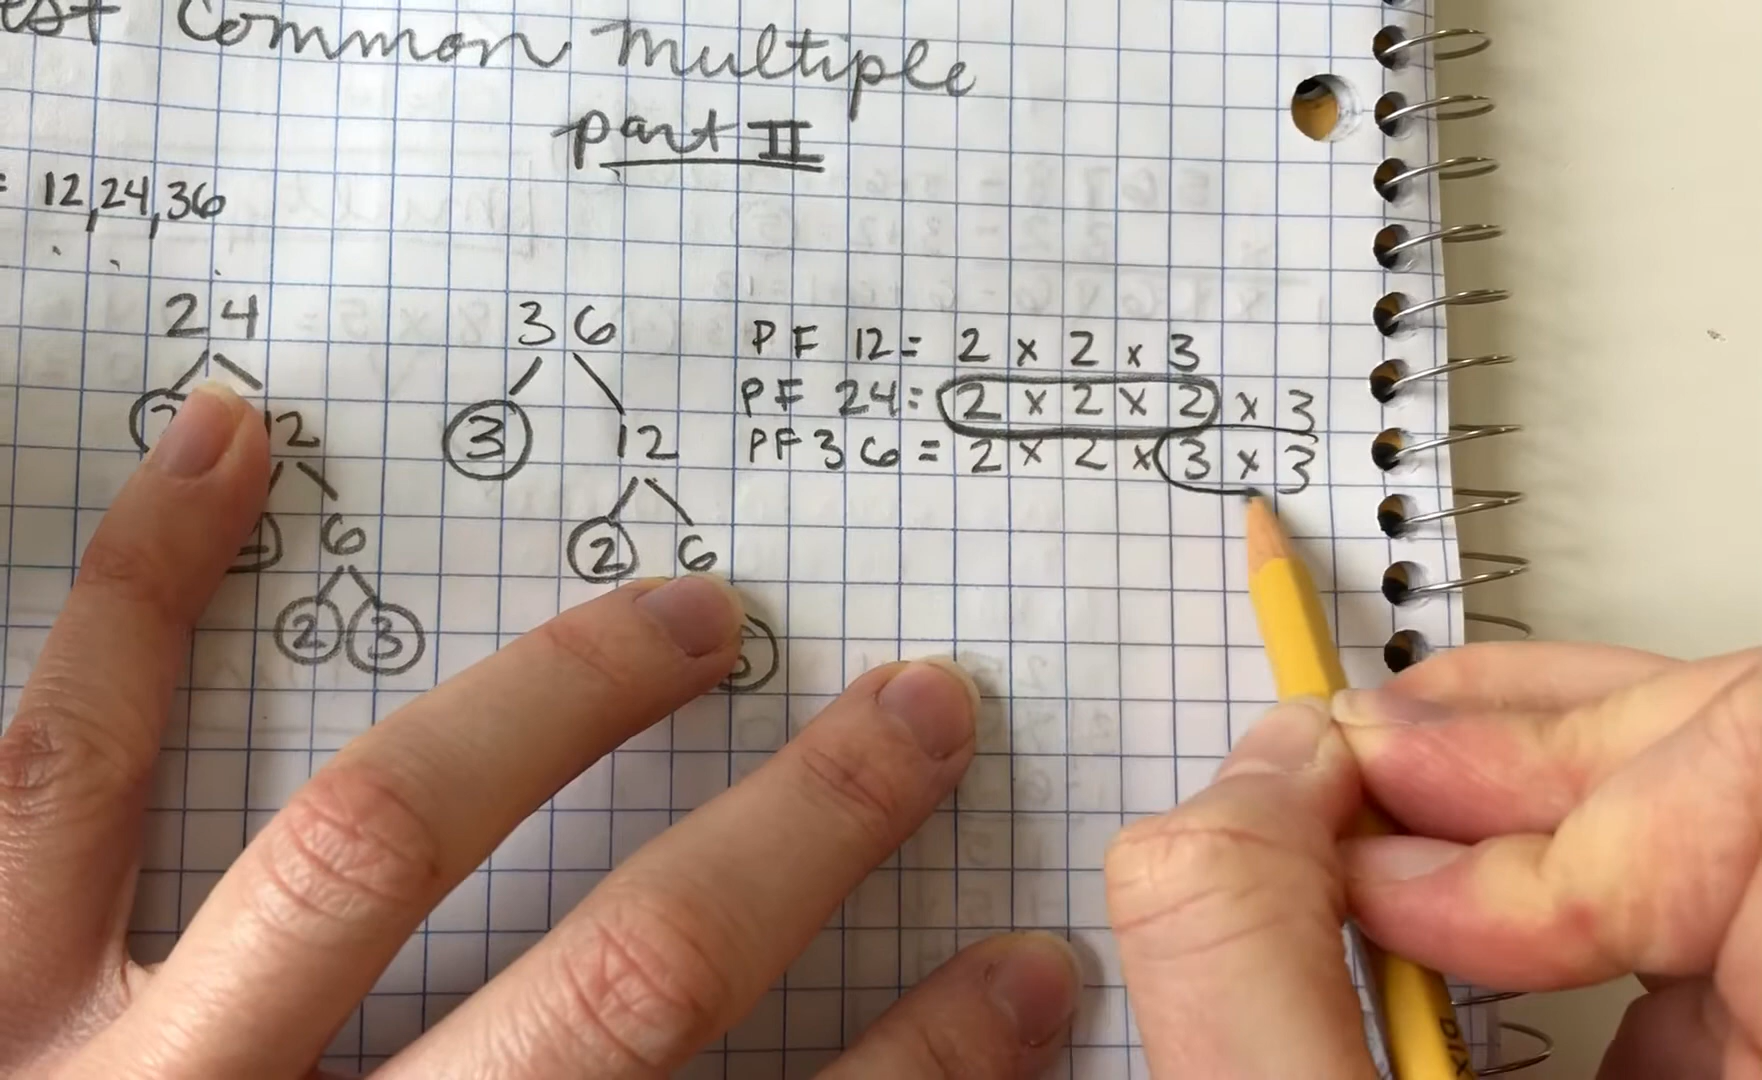 Common Multiple
part II
= 12,24,36
24
36
PF 12 = 2 x 2 x 3
12
3
12
PF 24 = 2 x 2 x 2 x 3
PF 36 = 2 x 2 x 3 x 3
6
2
6
2 3